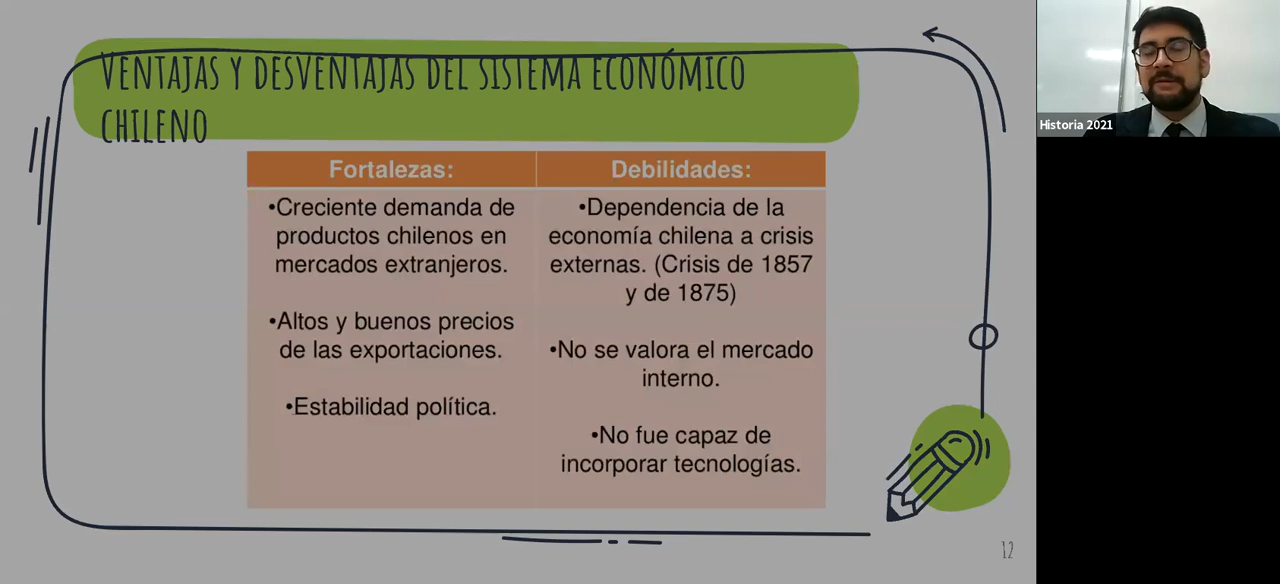 VENTAJAS Y DESVENTAJAS DEL SISTEMA ECONÓMICO
CHILENO
Fortalezas:
•Creciente demanda de
productos chilenos en
mercados extranjeros.
•Altos y buenos precios
de las exportaciones.
•Estabilidad política.
Debilidades:
•Dependencia de la
economía chilena a crisis
externas. (Crisis de 1857
y de 1875)
•No se valora el mercado
interno.
•No fue capaz de
incorporar tecnologías.
12
Historia 2021